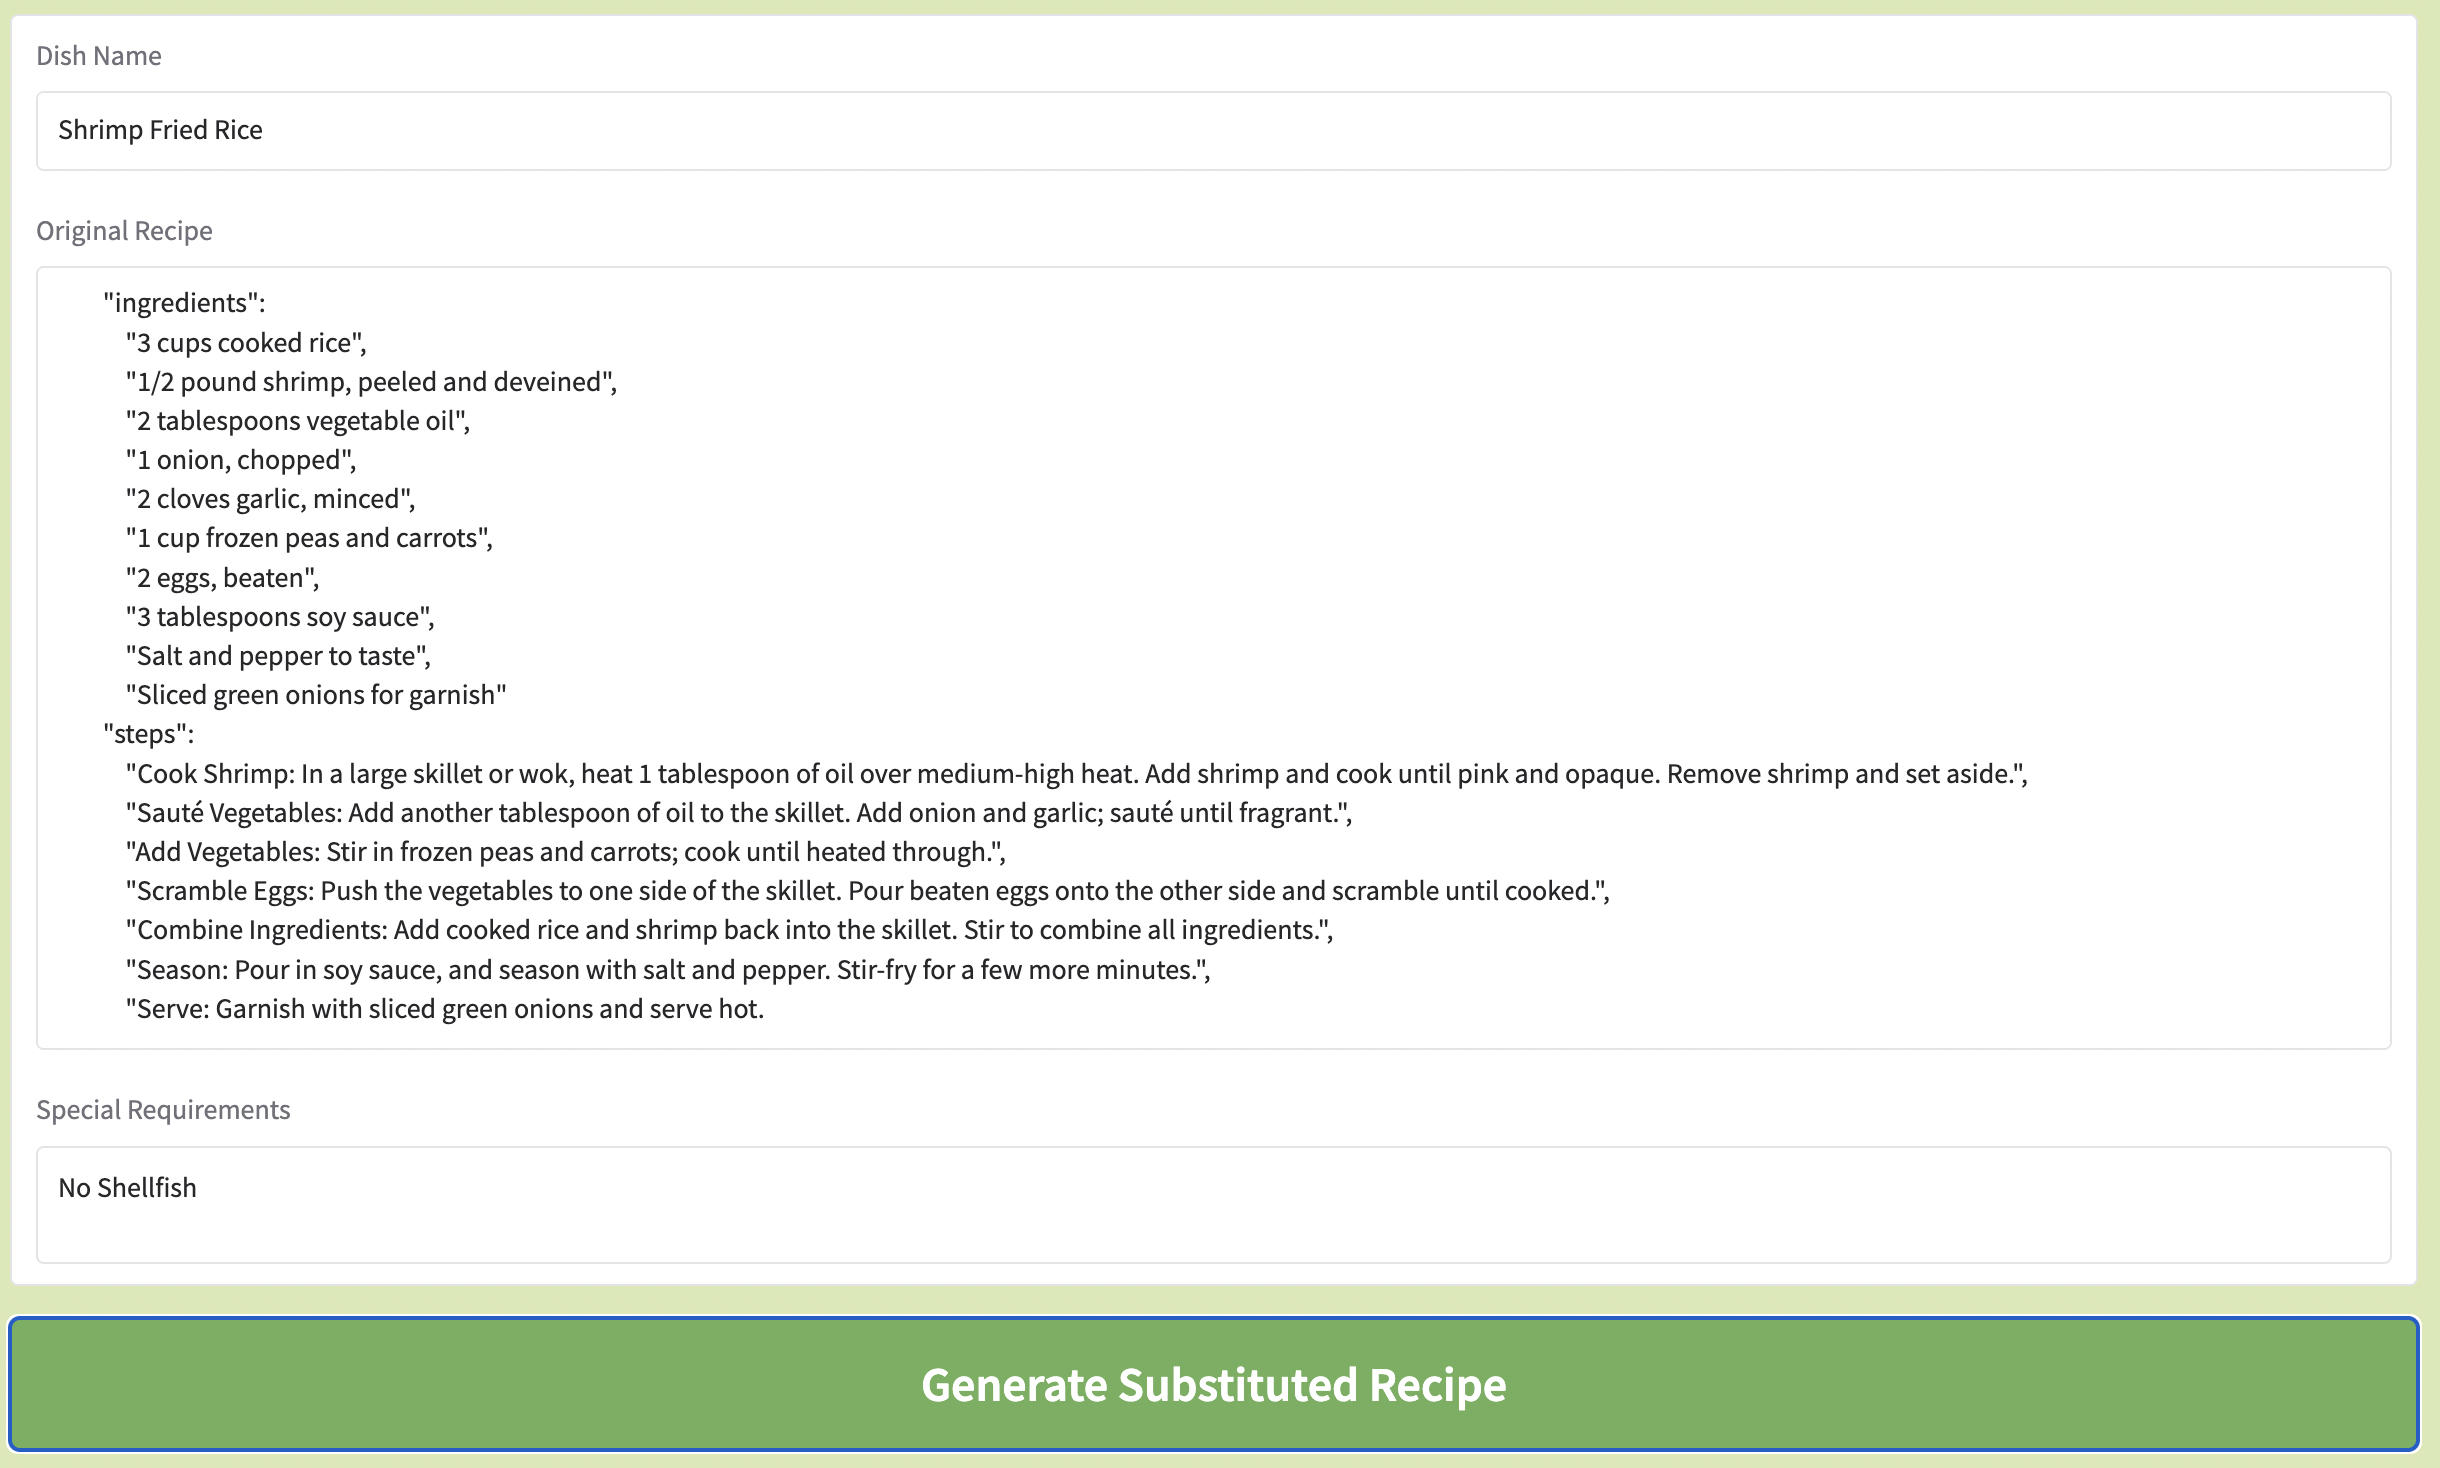 Dish Name
Shrimp Fried Rice
Original Recipe
"ingredients":
"3 cups cooked rice",
"1/2 pound shrimp, peeled and deveined",
"2 tablespoons vegetable oil",
"1 onion, chopped",
"2 cloves garlic, minced",
"1 cup frozen peas and carrots",
"2 eggs, beaten",
"3 tablespoons soy sauce",
"Salt and pepper to taste",
"Sliced green onions for garnish"
"steps":
"Cook Shrimp: In a large skillet or wok, heat 1 tablespoon of oil over medium-high heat. Add shrimp and cook until pink and opaque. Remove shrimp and set aside.",
"Sauté Vegetables: Add another tablespoon of oil to the skillet. Add onion and garlic; sauté until fragrant.",
"Add Vegetables: Stir in frozen peas and carrots; cook until heated through.",
"Scramble Eggs: Push the vegetables to one side of the skillet. Pour beaten eggs onto the other side and scramble until cooked.",
"Combine Ingredients: Add cooked rice and shrimp back into the skillet. Stir to combine all ingredients.",
"Season: Pour in soy sauce, and season with salt and pepper. Stir-fry for a few more minutes.",
"Serve: Garnish with sliced green onions and serve hot.
Special Requirements
No Shellfish
Generate Substituted Recipe